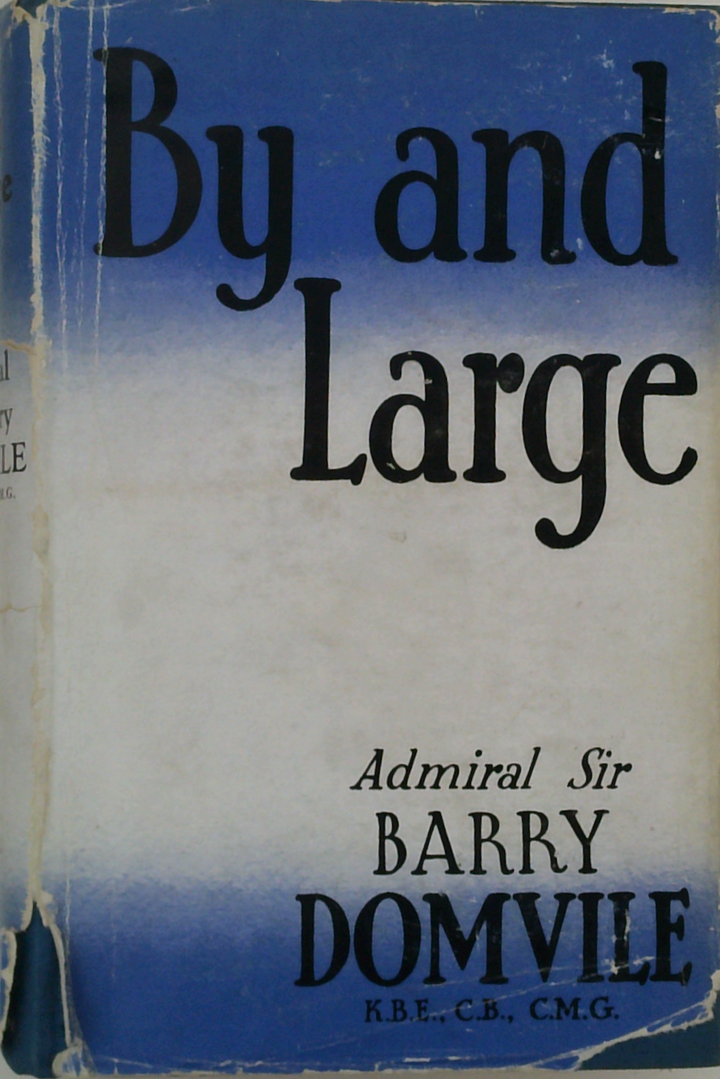 By and
Large
Admiral Sir
BARRY
DOMVILE
K.B.E., C.B., C.M.G.